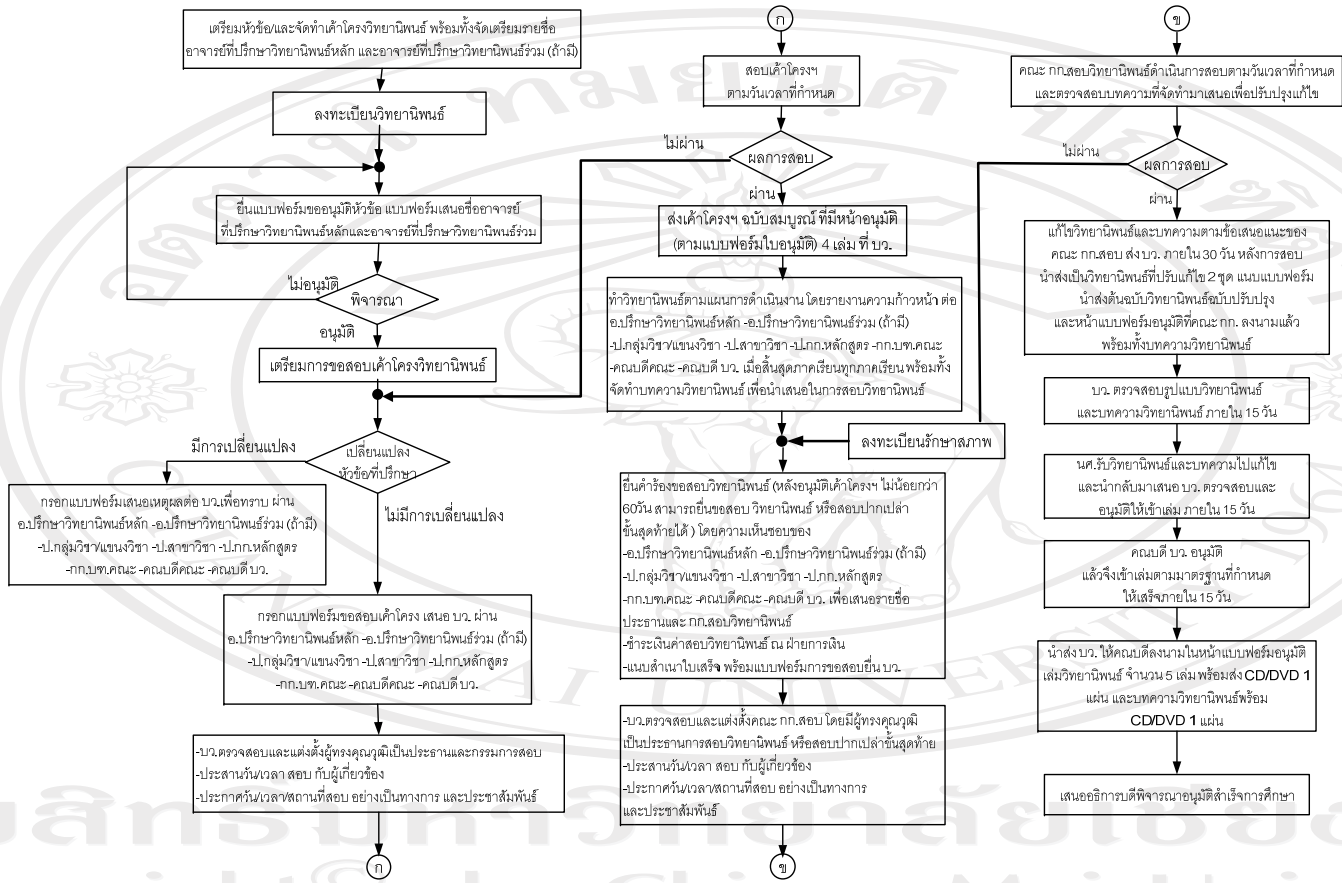 เตรียมหัวข้อ/และจัดทำเค้าโครงวิทยานิพนธ์ พร้อมทั้งจัดเตรียมรายชื่อ
อาจารย์ที่ปรึกษาวิทยานิพนธ์หลัก และอาจารย์ที่ปรึกษาวิทยานิพนธ์ร่วม (ถ้ามี)
ลงทะเบียนวิทยานิพนธ์
ยื่นแบบฟอร์มขออนุมัติหัวข้อ แบบฟอร์มเสนอชื่ออาจารย์
ที่ปรึกษาวิทยานิพนธ์หลักและอาจารย์ที่ปรึกษาวิทยานิพนธ์ร่วม
ไม่อนุมัติ
พิจารณา
อนุมัติ
เตรียมการขอสอบเค้าโครงวิทยานิพนธ์
มีการเปลี่ยนแปลง
เปลี่ยนแปลง
หัวข้อที่ปรึกษา
ไม่มีการเปลี่ยนแปลง
กรอกแบบฟอร์มเสนอเหตุผลต่อ บว.เพื่อทราบ ผ่าน
อ.ปรึกษาวิทยานิพนธ์หลัก -อ.ปรึกษาวิทยานิพนธ์ร่วม (ถ้ามี)
-ป.กลุ่มวิชา/แขนงวิชา -ป.สาขาวิชา -ป.กก.หลักสูตร
-กก.บฑ.คณะ -คณบดีคณะ -คณบดี บว.
กรอกแบบฟอร์มขอสอบเค้าโครง เสนอ บว. ผ่าน
อ.ปรึกษาวิทยานิพนธ์หลัก -อ.ปรึกษาวิทยานิพนธ์ร่วม (ถ้ามี)
-ป.กลุ่มวิชา/แขนงวิชา -ป.สาขาวิชา -ป.กก.หลักสูตร
-กก.บฑ.คณะ -คณบดีคณะ -คณบดี บว.
-บว.ตรวจสอบและแต่งตั้งผู้ทรงคุณวุฒิเป็นประธานและกรรมการสอบ
-ประสานวัน/เวลา สอบ กับผู้เกี่ยวข้อง
-ประกาศวัน/เวลา/สถานที่สอบ อย่างเป็นทางการ และประชาสัมพันธ์
ก
ก
สอบเค้าโครงฯ
ตามวันเวลาที่กำหนด
ไม่ผ่าน
ผลการสอบ
ผ่าน
ส่งเค้าโครงฯ ฉบับสมบูรณ์ ที่มีหน้าอนุมัติ
(ตามแบบฟอร์มใบอนุมัติ) 4 เล่ม ที่ บว.
ทำวิทยานิพนธ์ตามแผนการดำเนินงาน โดยรายงานความก้าวหน้า ต่อ
อ.ปรึกษาวิทยานิพนธ์หลัก -อ.ปรึกษาวิทยานิพนธ์ร่วม (ถ้ามี)
-ป.กลุ่มวิชา/แขนงวิชา -ป.สาขาวิชา -ป.กก.หลักสูตร -กก.บฑ.คณะ
-คณบดีคณะ -คณบดี บว. เมื่อสิ้นสุดภาคเรียนทุกภาคเรียน พร้อมทั้ง
จัดทำบทความวิทยานิพนธ์ เพื่อนำเสนอในการสอบวิทยานิพนธ์
ลงทะเบียนรักษาสภาพ
ยื่นคำร้องขอสอบวิทยานิพนธ์ (หลังอนุมัติเค้าโครงฯ ไม่น้อยกว่า
60วัน สามารถยื่นขอสอบ วิทยานิพนธ์ หรือสอบปากเปล่า
ขั้นสุดท้ายได้ ) โดยความเห็นชอบของ
-อ.ปรึกษาวิทยานิพนธ์หลัก -อ.ปรึกษาวิทยานิพนธ์ร่วม (ถ้ามี)
-ป.กลุ่มวิชา/แขนงวิชา -ป.สาขาวิชา -ป.กก.หลักสูตร
-กก.บฑ.คณะ -คณบดีคณะ -คณบดี บว. เพื่อเสนอรายชื่อ
ประธานและ กก.สอบวิทยานิพนธ์
-ชำระเงินค่าสอบวิทยานิพนธ์ ณ ฝ่ายการเงิน
-แนบสำเนาใบเสร็จ พร้อมแบบฟอร์มการขอสอบยื่น บว.
-บว.ตรวจสอบและแต่งตั้งคณะ กก.สอบ โดยมีผู้ทรงคุณวุฒิ
เป็นประธานการสอบวิทยานิพนธ์ หรือสอบปากเปล่าขั้นสุดท้าย
-ประสานวัน/เวลา สอบ กับผู้เกี่ยวข้อง
-ประกาศวัน/เวลา/สถานที่สอบ อย่างเป็นทางการ
และประชาสัมพันธ์
ข
ข
คณะ กก.สอบวิทยานิพนธ์ดำเนินการสอบตามวันเวลาที่กำหนด
และตรวจสอบบทความที่จัดทำมาเสนอเพื่อปรับปรุงแก้ไข
ไม่ผ่าน
ผลการสอบ
ผ่าน
แก้ไขวิทยานิพนธ์และบทความตามข้อเสนอแนะของ
คณะ กก.สอบ ส่ง บว. ภายใน 30 วัน หลังการสอบ
นำส่งเป็นวิทยานิพนธ์ที่ปรับแก้ไข 2 ชุด แนบแบบฟอร์ม
นำส่งต้นฉบับวิทยานิพนธ์ฉบับปรับปรุง
และหน้าแบบฟอร์มอนุมัติที่คณะ กก. ลงนามแล้ว
พร้อมทั้งบทความวิทยานิพนธ์
บว. ตรวจสอบรูปแบบวิทยานิพนธ์
และบทความวิทยานิพนธ์ ภายใน 15 วัน
นศ.รับวิทยานิพนธ์และบทความไปแก้ไข
และนำกลับมาเสนอ บว. ตรวจสอบและ
อนุมัติให้เข้าเล่ม ภายใน 15 วัน
คณบดี บว. อนุมัติ
แล้วจึงเข้าเล่มตามมาตรฐานที่กำหนด
ให้เสร็จภายใน 15 วัน
นำส่ง บว. ให้คณบดีลงนามในหน้าแบบฟอร์มอนุมัติ
เล่มวิทยานิพนธ์ จำนวน 5 เล่ม พร้อมส่ง CD/DVD 1
แผ่น และบทความวิทยานิพนธ์พร้อม
CD/DVD 1 แผ่น
เสนออธิการบดีพิจารณาอนุมัติสำเร็จการศึกษา